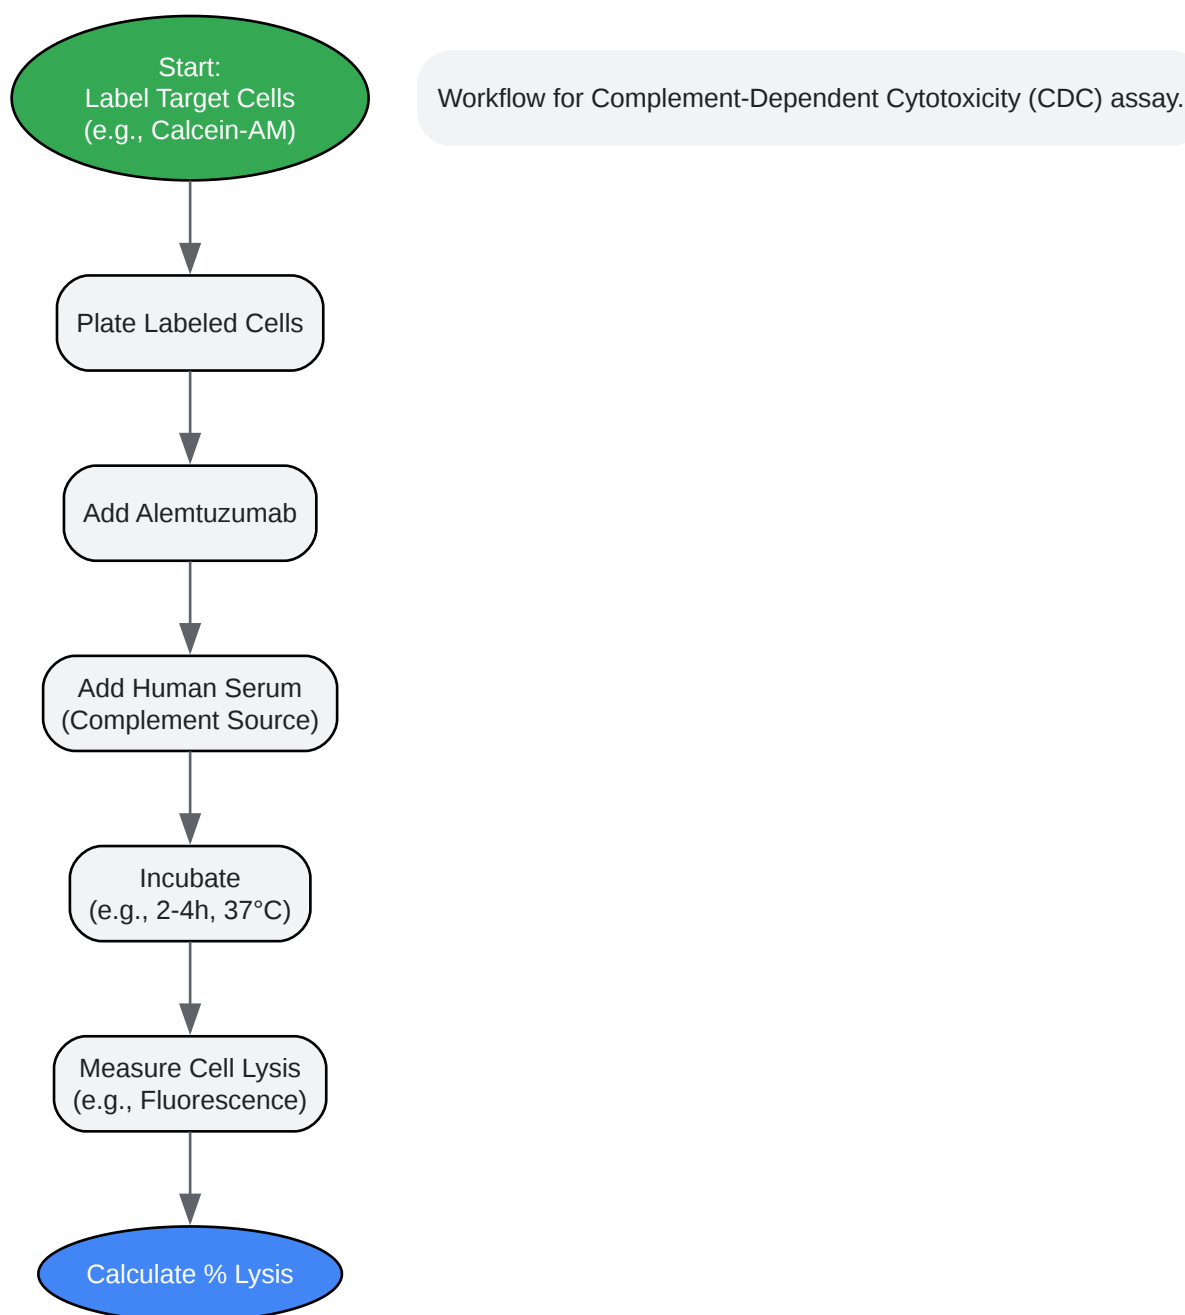 Start:
Label Target Cells
(e.g., Calcein-AM)
Workflow for Complement-Dependent Cytotoxicity (CDC) assay.
Plate Labeled Cells
Add Alemtuzumab
Add Human Serum
(Complement Source)
Incubate
(e.g., 2-4h, 37°C)
Measure Cell Lysis
(e.g., Fluorescence)
Calculate % Lysis